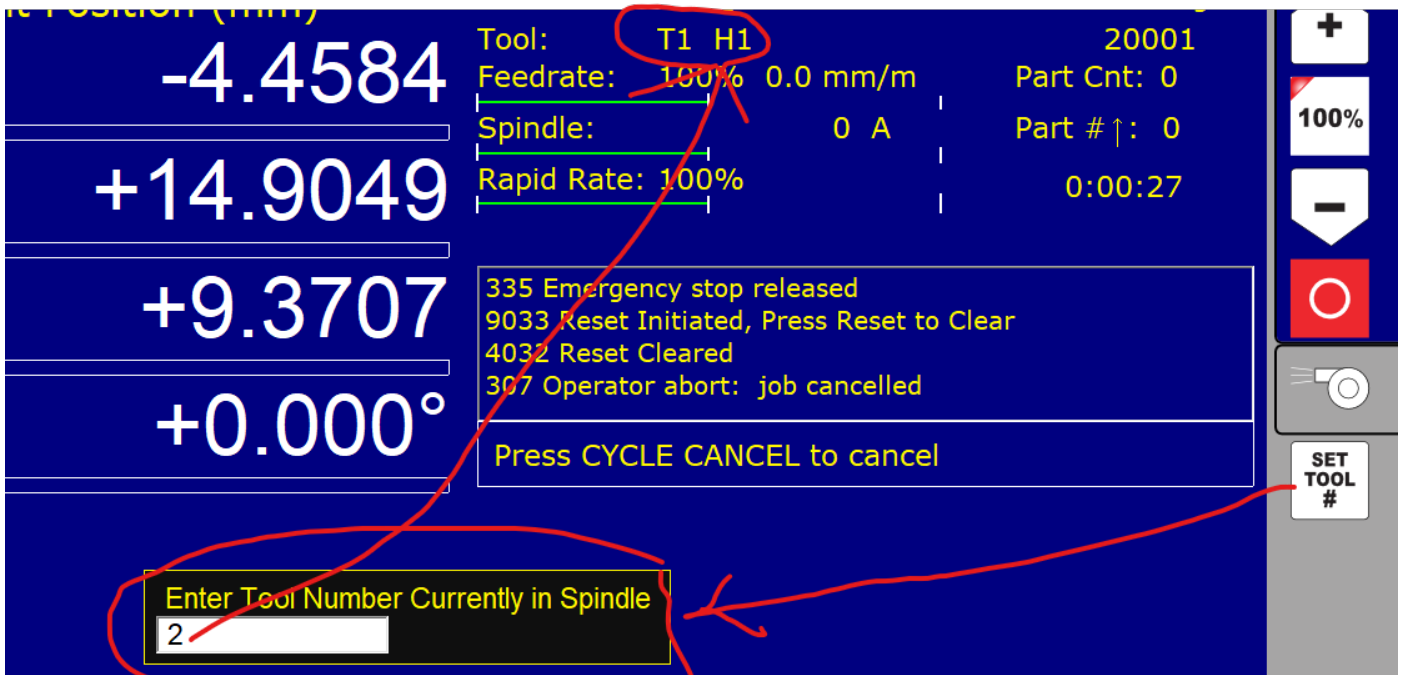 Position (mm)
-4.4584
+14.9049
+9.3707
+0.000°
Tool: T1 H1 20001
Feedrate: 100% 0.0 mm/m Part Cnt: 0
Spindle: 0 A Part #↑: 0
Rapid Rate: 100% 0:00:27
335 Emergency stop released
9033 Reset Initiated, Press Reset to Clear
4032 Reset Cleared
307 Operator abort: job cancelled
Press CYCLE CANCEL to cancel
Enter Tool Number Currently in Spindle
2
+
100%
-
SET
TOOL
#